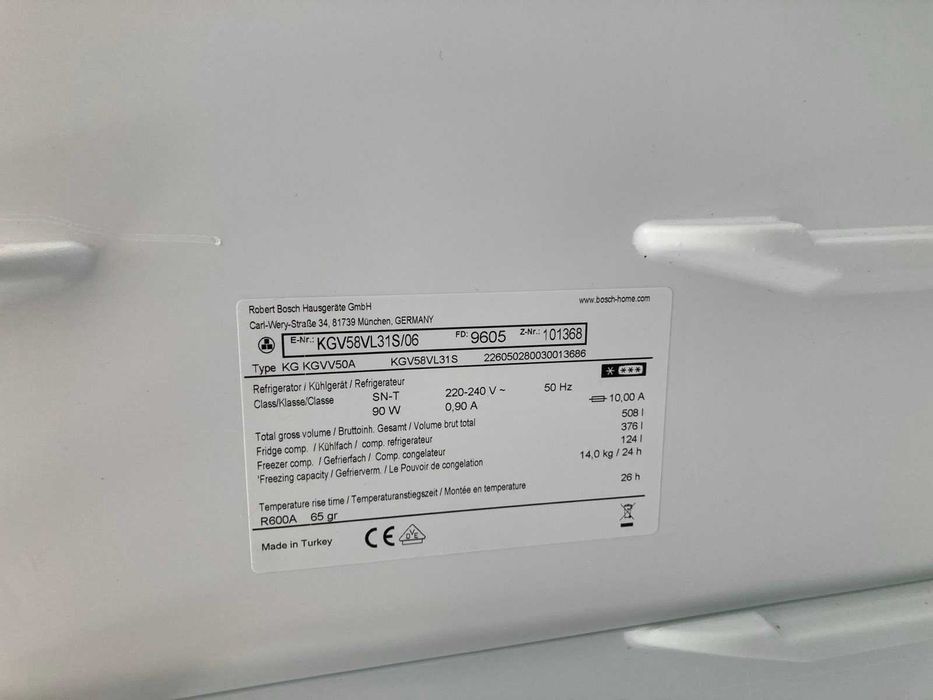 Robert Bosch Hausgeräte GmbH www.bosch-home.com
Carl-Wery-Straße 34, 81739 München, GERMANY
E-Nr.: KGV58VL31S/06 FD: 9605 Z-Nr.: 101368
Type KG KGVV50A KGV58VL31S 226050280030013686
Refrigerator / Kühlgerät / Refrigerateur
Class/Klasse/Classe SN-T 220-240 V ~ 50 Hz
90 W 0,90 A 10,00 A
Total gross volume / Bruttoinh. Gesamt / Volume brut total 508 l
Fridge comp. / Kühlfach / comp. refrigerateur 376 l
Freezer comp. / Gefrierfach / Comp. congelateur 124 l
'Freezing capacity / Gefrierverm. / Le Pouvoir de congelation 14,0 kg / 24 h
Temperature rise time / Temperaturanstiegszeit / Montée en temperature 26 h
R600A 65 gr
Made in Turkey CE VDE